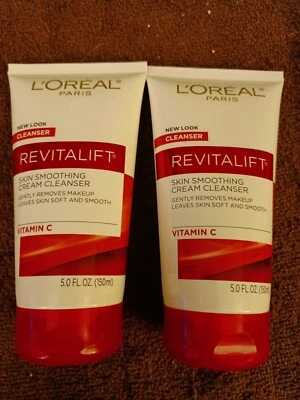 L'ORÉAL
PARIS
NEW LOOK
CLEANSER
REVITALIFT®
SKIN SMOOTHING
CREAM CLEANSER
GENTLY REMOVES MAKEUP
LEAVES SKIN SOFT AND SMOOTH
VITAMIN C
5.0 FL. OZ. (150ml)
L'ORÉAL
PARIS
NEW LOOK
CLEANSER
REVITALIFT®
SKIN SMOOTHING
CREAM CLEANSER
GENTLY REMOVES MAKEUP
LEAVES SKIN SOFT AND SMOOTH
VITAMIN C
5.0 FL. OZ. (150ml)